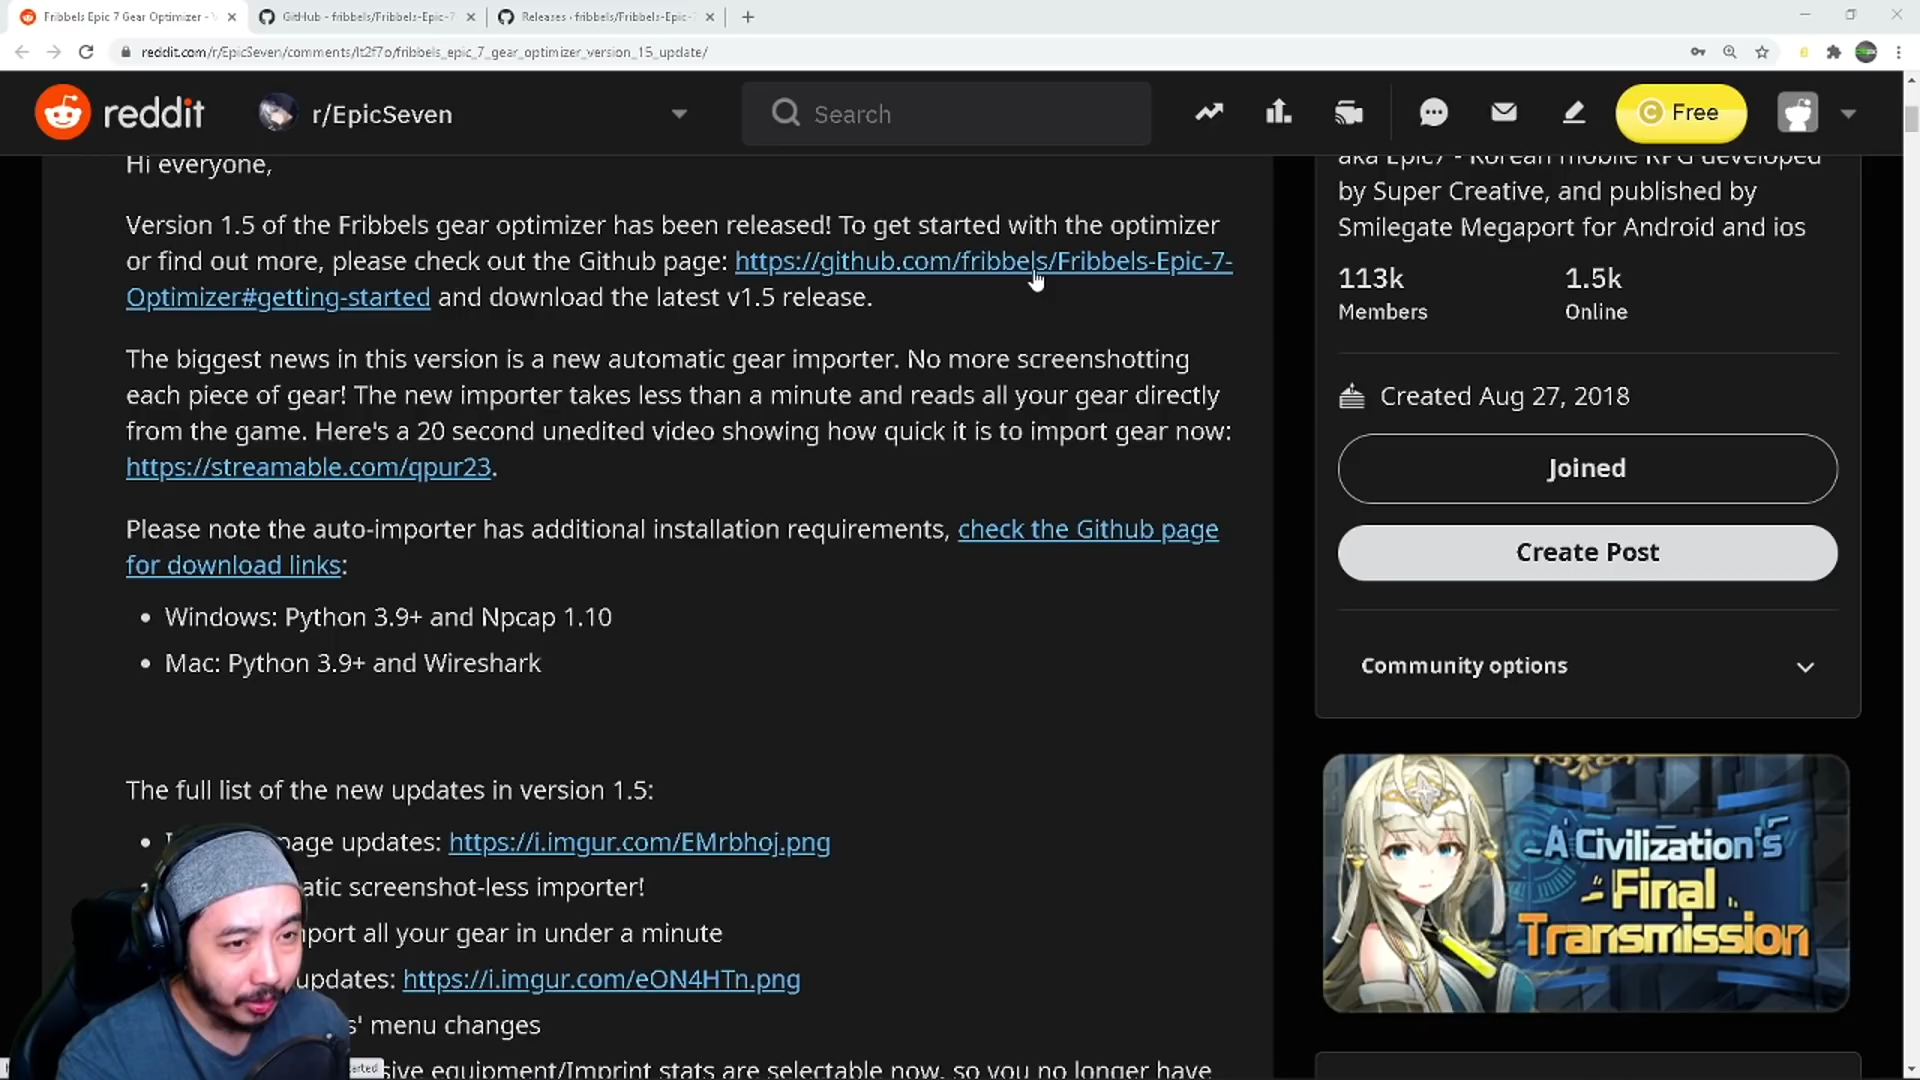 Fribbels Epic 7 Gear Optimizer - V
GitHub - fribbels/Fribbels-Epic-7
Releases · fribbels/Fribbels-Epic-
reddit.com/r/EpicSeven/comments/lt2f7o/fribbels_epic_7_gear_optimizer_version_15_update/
reddit
r/EpicSeven
Search
Free
Hi everyone,
Version 1.5 of the Fribbels gear optimizer has been released! To get started with the optimizer
or find out more, please check out the Github page: https://github.com/fribbels/Fribbels-Epic-7-
Optimizer#getting-started and download the latest v1.5 release.
The biggest news in this version is a new automatic gear importer. No more screenshotting
each piece of gear! The new importer takes less than a minute and reads all your gear directly
from the game. Here's a 20 second unedited video showing how quick it is to import gear now:
https://streamable.com/qpur23.
Please note the auto-importer has additional installation requirements, check the Github page
for download links:
• Windows: Python 3.9+ and Npcap 1.10
• Mac: Python 3.9+ and Wireshark
The full list of the new updates in version 1.5:
page updates: https://i.imgur.com/EMrbhoj.png
atic screenshot-less importer!
mport all your gear in under a minute
updates: https://i.imgur.com/eON4HTn.png
s' menu changes
sive equipment/Imprint stats are selectable now, so you no longer have
arted
aka Epic7 - Korean mobile RPG developed
by Super Creative, and published by
Smilegate Megaport for Android and ios
113k
Members
1.5k
Online
Created Aug 27, 2018
Joined
Create Post
Community options
A Civilization's
Final
Transmission